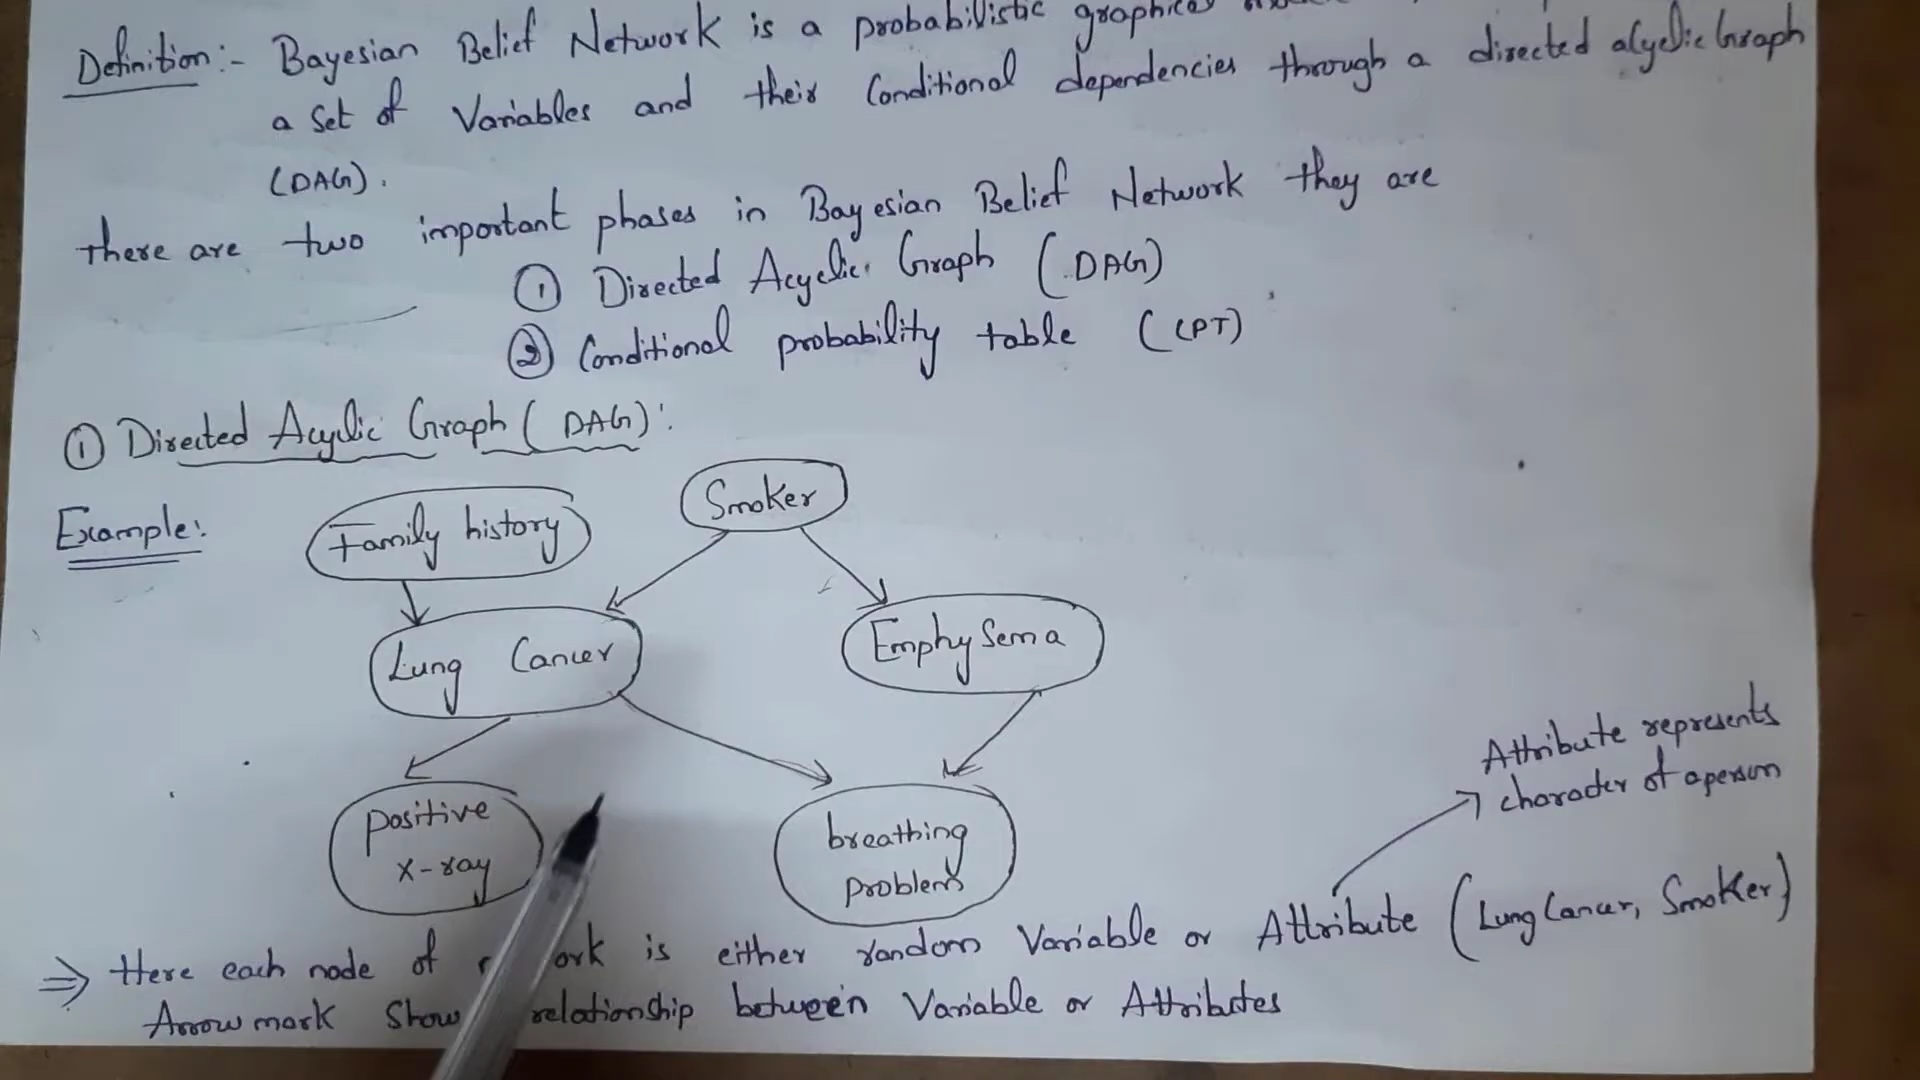 Definition:- Bayesian Belief Network is a probabilistic graphical
a set of Variables and their Conditional dependencies through a directed acyclic Graph
(DAG).
there are two important phases in Bayesian Belief Network they are
① Directed Acyclic Graph (DAG)
② Conditional probability table (CPT)
① Directed Acyclic Graph (DAG):
Example:
Family history
Smoker
Lung Cancer
Emphysema
positive
x-ray
breathing
problem
Attribute represents
character of a person
⇒ Here each node of is either random Variable or Attribute (Lung Cancer, Smoker)
Arrow mark Show relationship between Variable or Attributes